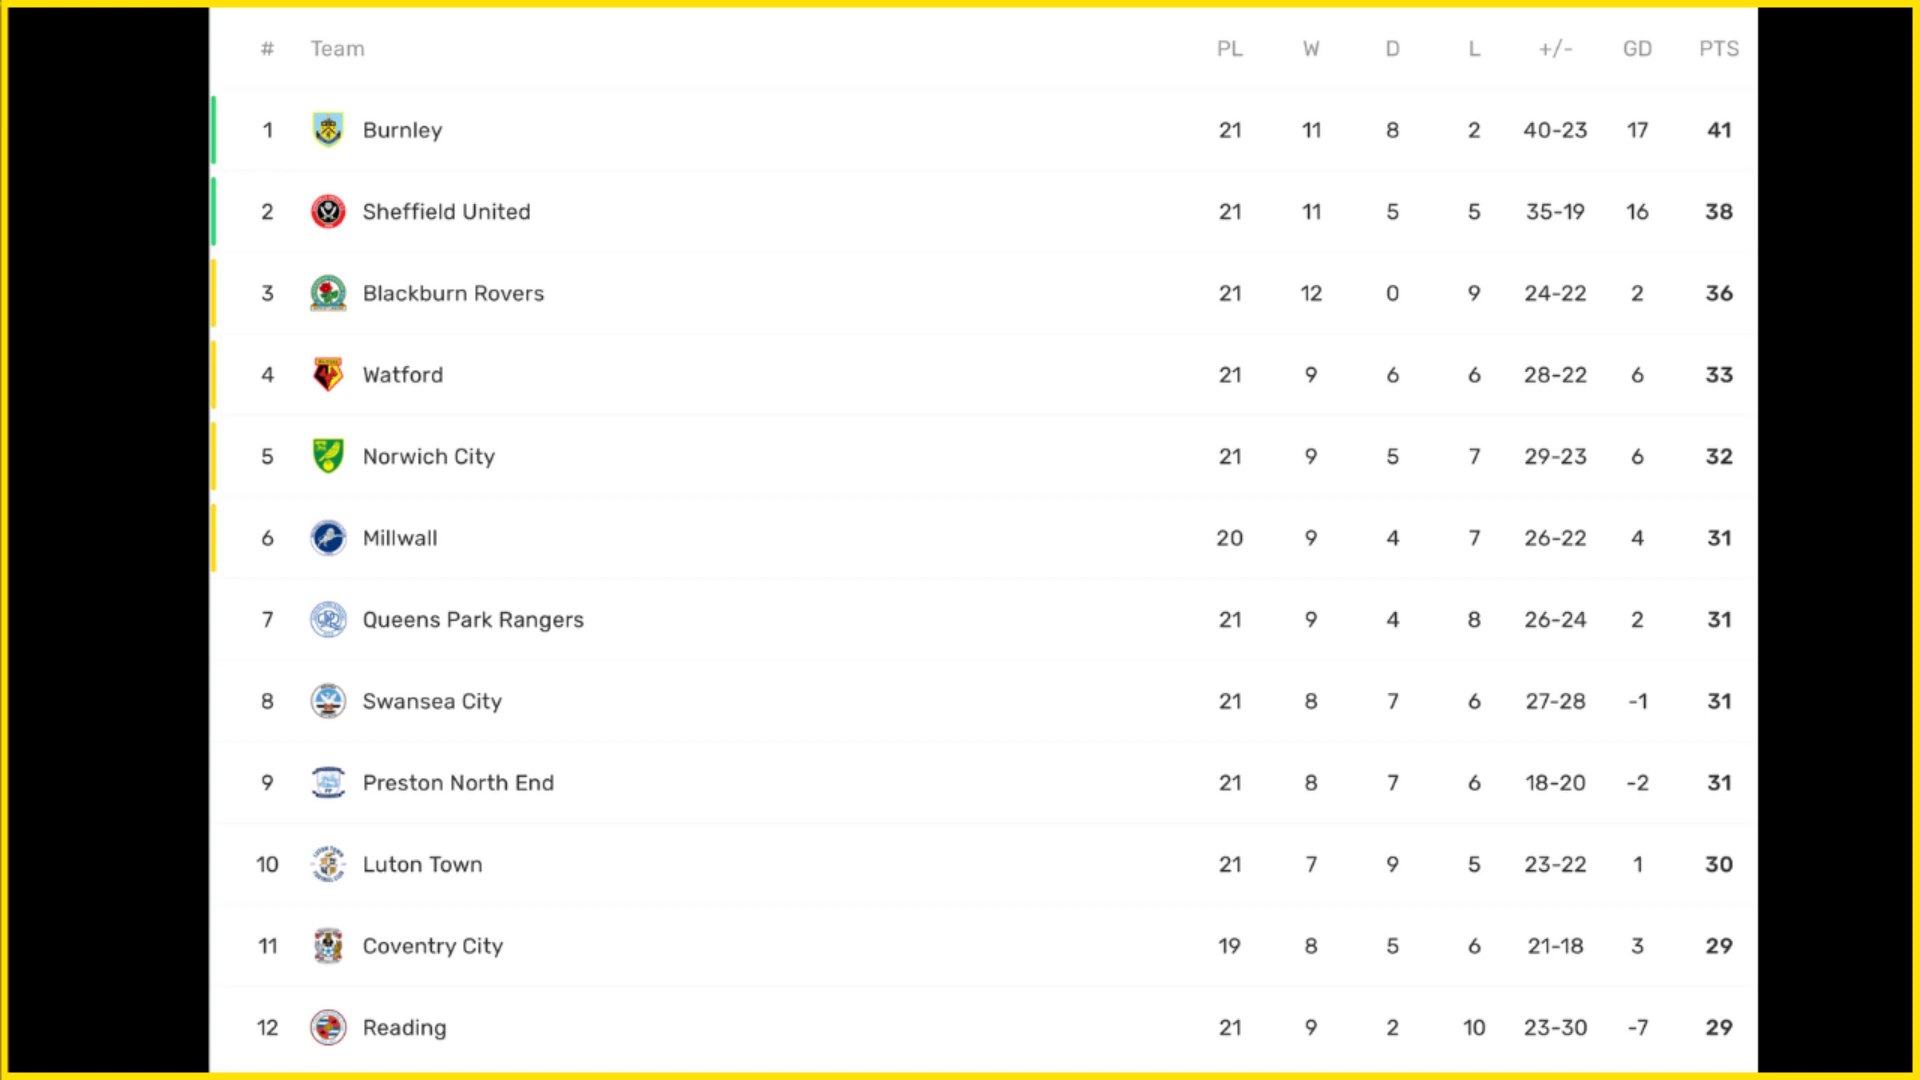 # Team PL W D L +/- GD PTS
1 Burnley 21 11 8 2 40-23 17 41
2 Sheffield United 21 11 5 5 35-19 16 38
3 Blackburn Rovers 21 12 0 9 24-22 2 36
4 Watford 21 9 6 6 28-22 6 33
5 Norwich City 21 9 5 7 29-23 6 32
6 Millwall 20 9 4 7 26-22 4 31
7 Queens Park Rangers 21 9 4 8 26-24 2 31
8 Swansea City 21 8 7 6 27-28 -1 31
9 Preston North End 21 8 7 6 18-20 -2 31
10 Luton Town 21 7 9 5 23-22 1 30
11 Coventry City 19 8 5 6 21-18 3 29
12 Reading 21 9 2 10 23-30 -7 29